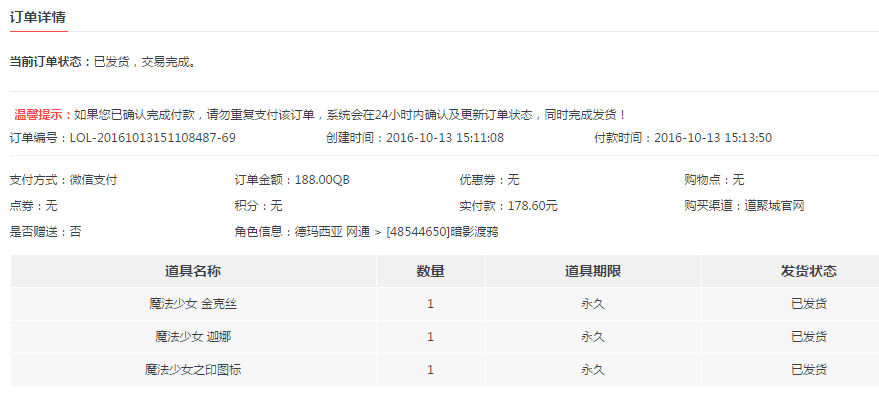 订单详情
当前订单状态：已发货，交易完成。
温馨提示：如果您已确认完成付款，请勿重复支付该订单，系统会在24小时内确认及更新订单状态，同时完成发货！
订单编号：LOL-20161013151108487-69 创建时间：2016-10-13 15:11:08 付款时间：2016-10-13 15:13:50
支付方式：微信支付 订单金额：188.00QB 优惠券：无 购物点：无
点券：无 积分：无 实付款：178.60元 购买渠道：道聚城官网
是否赠送：否 角色信息：德玛西亚 网通 > [48544650]暗影渡鸦
道具名称 数量 道具期限 发货状态
魔法少女 金克丝 1 永久 已发货
魔法少女 迦娜 1 永久 已发货
魔法少女之印图标 1 永久 已发货